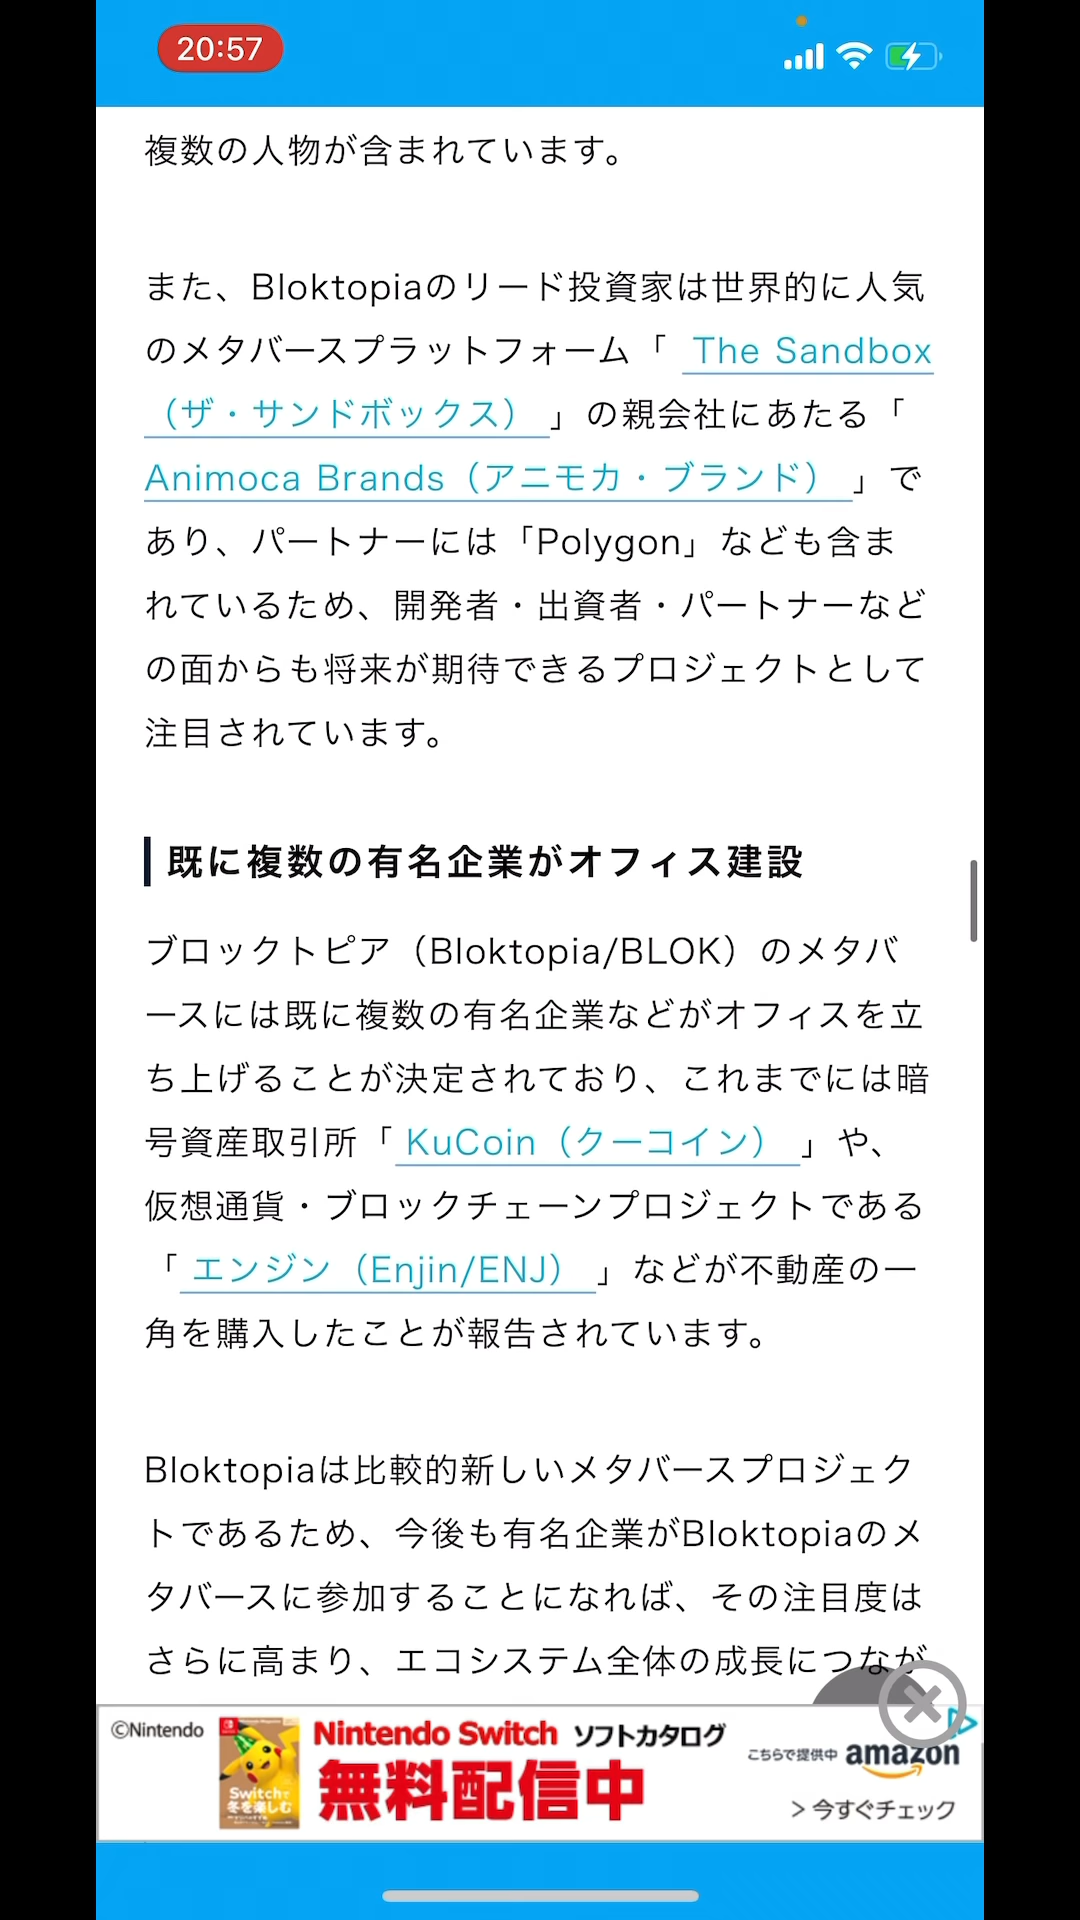 20:57
複数の人物が含まれています。
また、Bloktopiaのリード投資家は世界的に人気
のメタバースプラットフォーム「 The Sandbox
（ザ・サンドボックス） 」の親会社にあたる「
Animoca Brands（アニモカ・ブランド） 」で
あり、パートナーには「Polygon」なども含ま
れているため、開発者・出資者・パートナーなど
の面からも将来が期待できるプロジェクトとして
注目されています。
既に複数の有名企業がオフィス建設
ブロックトピア（Bloktopia/BLOK）のメタバ
ースには既に複数の有名企業などがオフィスを立
ち上げることが決定されており、これまでには暗
号資産取引所「 KuCoin（クーコイン） 」や、
仮想通貨・ブロックチェーンプロジェクトである
「 エンジン（Enjin/ENJ） 」などが不動産の一
角を購入したことが報告されています。
Bloktopiaは比較的新しいメタバースプロジェク
トであるため、今後も有名企業がBloktopiaのメ
タバースに参加することになれば、その注目度は
さらに高まり、エコシステム全体の成長につなが
©Nintendo
Switchで
冬を楽しむ
Nintendo Switch ソフトカタログ
無料配信中
こちらで提供中 amazon
＞今すぐチェック